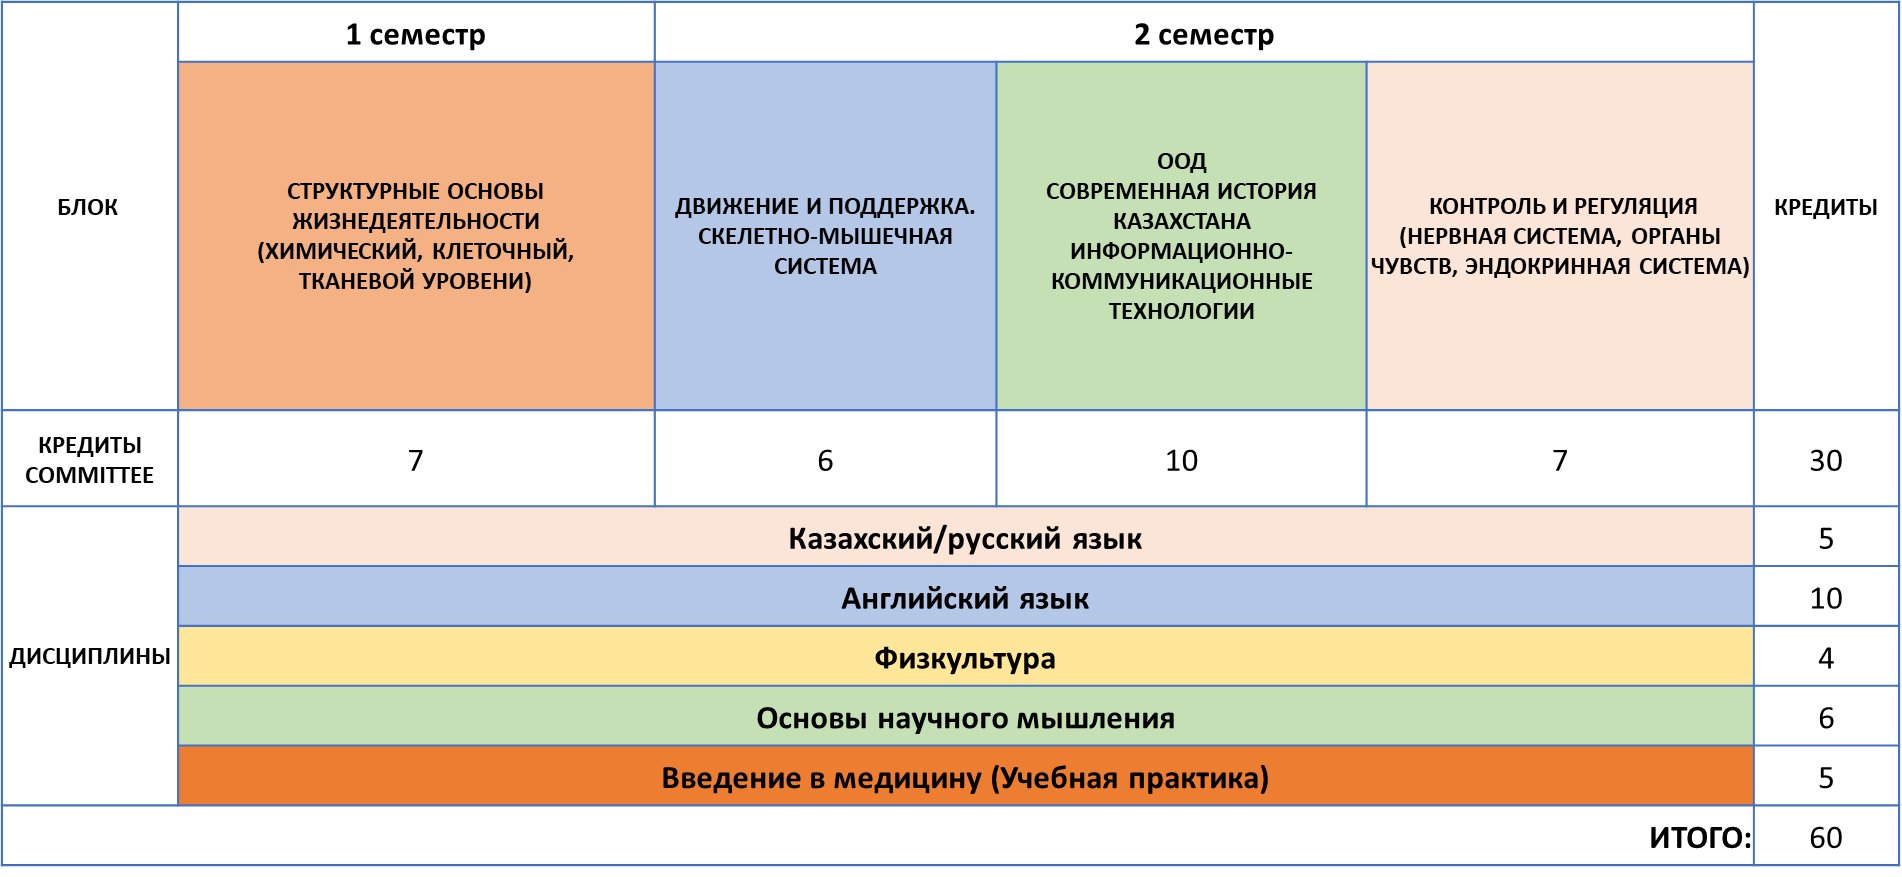 1 семестр
2 семестр
БЛОК
СТРУКТУРНЫЕ ОСНОВЫ
ЖИЗНЕДЕЯТЕЛЬНОСТИ
(ХИМИЧЕСКИЙ, КЛЕТОЧНЫЙ,
ТКАНЕВОЙ УРОВЕНИ)
ДВИЖЕНИЕ И ПОДДЕРЖКА.
СКЕЛЕТНО-МЫШЕЧНАЯ
СИСТЕМА
ООД
СОВРЕМЕННАЯ ИСТОРИЯ
КАЗАХСТАНА
ИНФОРМАЦИОННО-
КОММУНИКАЦИОННЫЕ
ТЕХНОЛОГИИ
КОНТРОЛЬ И РЕГУЛЯЦИЯ
(НЕРВНАЯ СИСТЕМА, ОРГАНЫ
ЧУВСТВ, ЭНДОКРИННАЯ СИСТЕМА)
КРЕДИТЫ
КРЕДИТЫ
COMMITTEE
7
6
10
7
30
ДИСЦИПЛИНЫ
Казахский/русский язык
5
Английский язык
10
Физкультура
4
Основы научного мышления
6
Введение в медицину (Учебная практика)
5
ИТОГО:
60